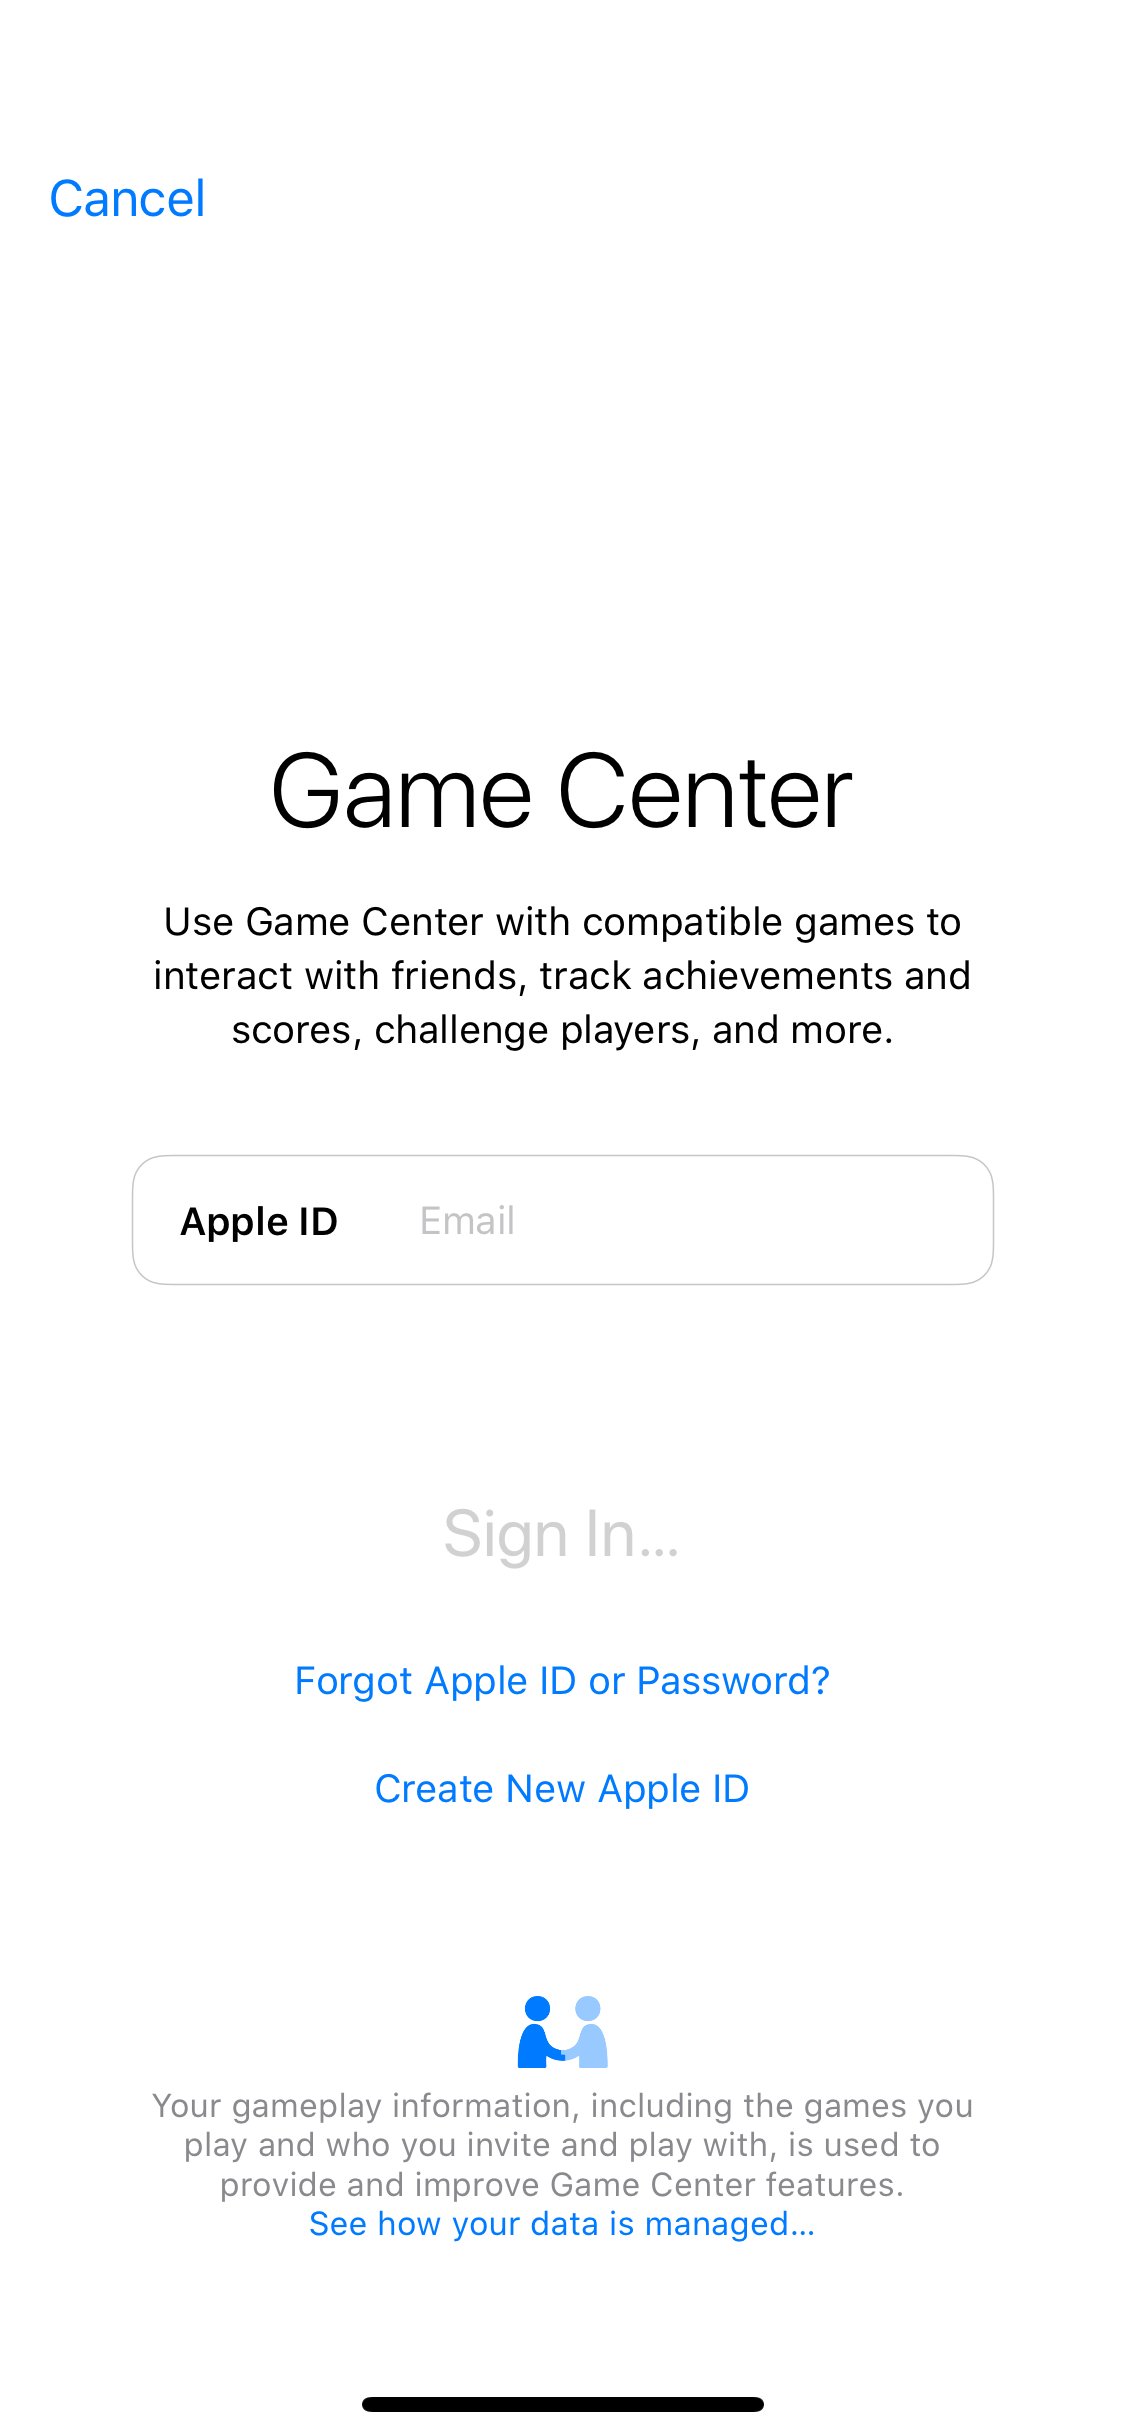 Cancel
Game Center
Use Game Center with compatible games to
interact with friends, track achievements and
scores, challenge players, and more.
Apple ID Email
Sign In...
Forgot Apple ID or Password?
Create New Apple ID
Your gameplay information, including the games you
play and who you invite and play with, is used to
provide and improve Game Center features.
See how your data is managed...